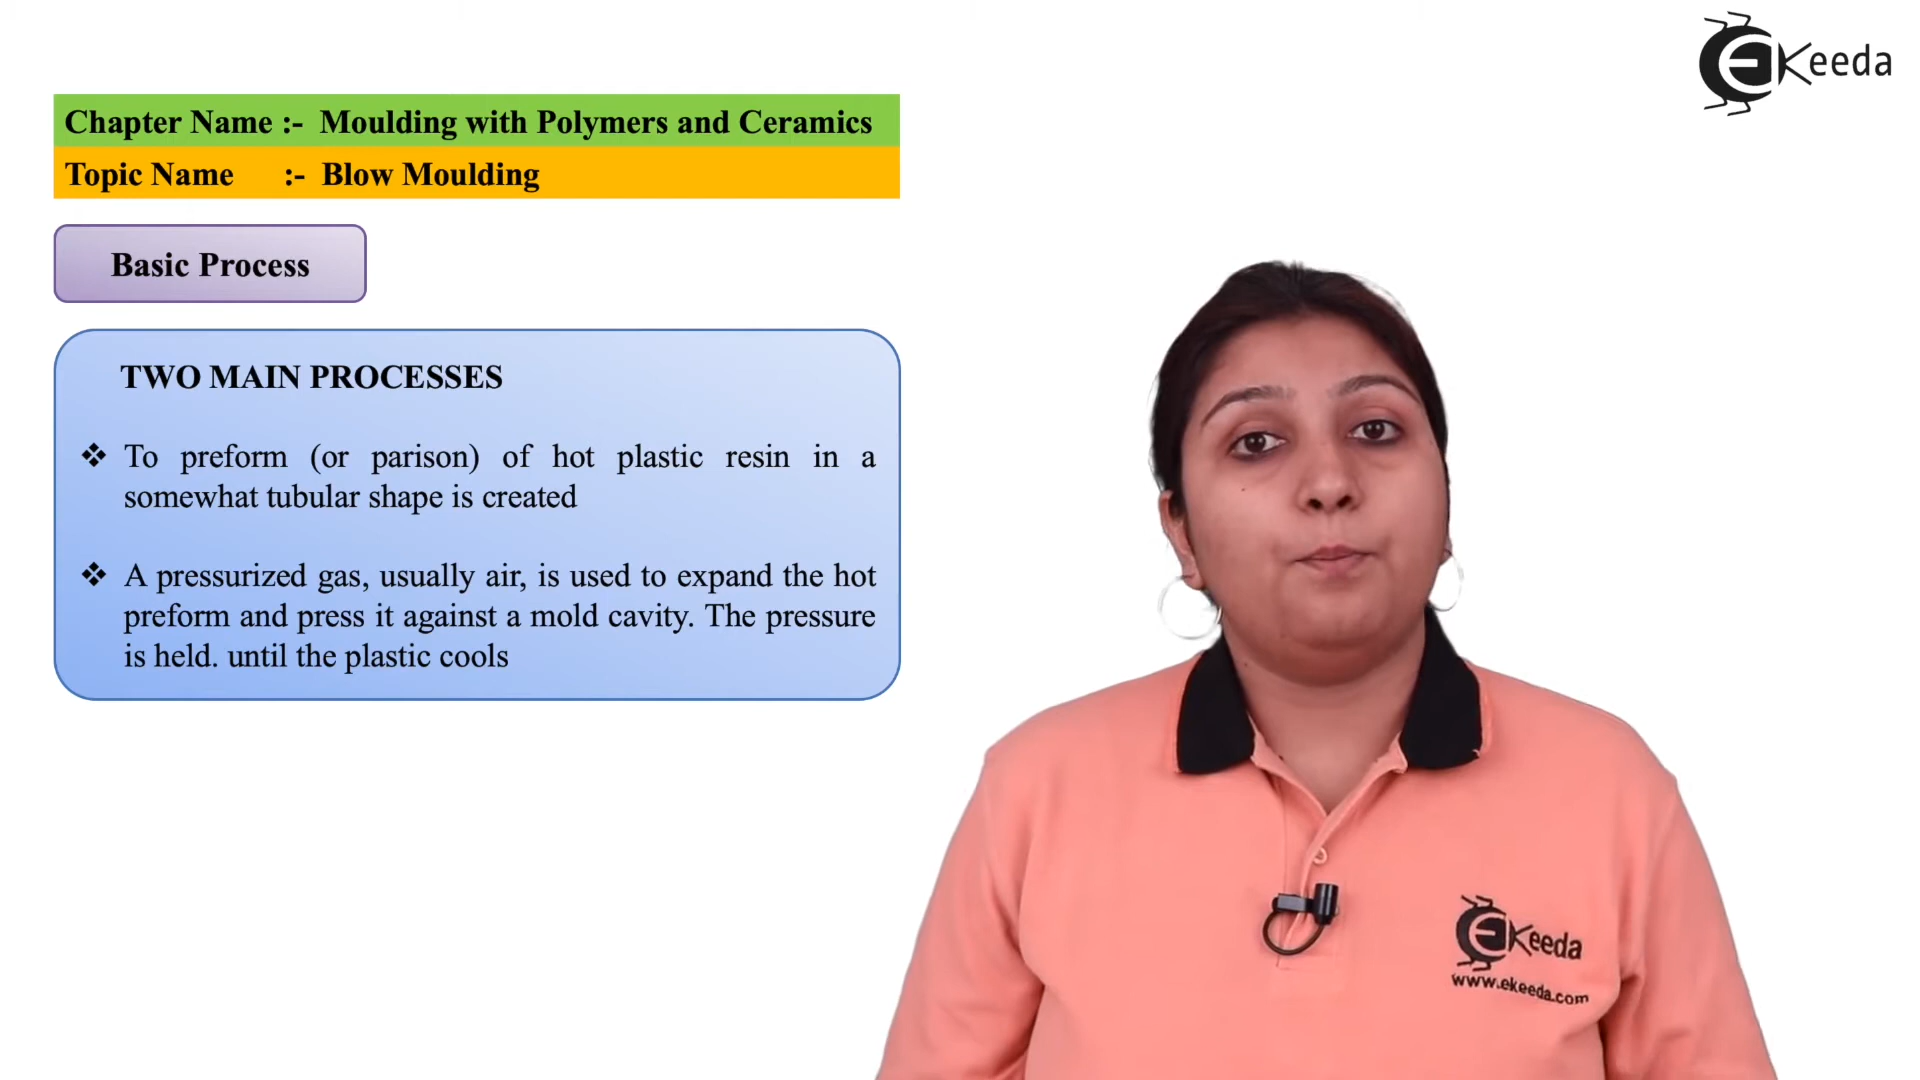 Keeda
Chapter Name :- Moulding with Polymers and Ceramics
Topic Name :- Blow Moulding
Basic Process
TWO MAIN PROCESSES
❖ To preform (or parison) of hot plastic resin in a
somewhat tubular shape is created
❖ A pressurized gas, usually air, is used to expand the hot
preform and press it against a mold cavity. The pressure
is held. until the plastic cools
Keeda
www.ekeeda.com